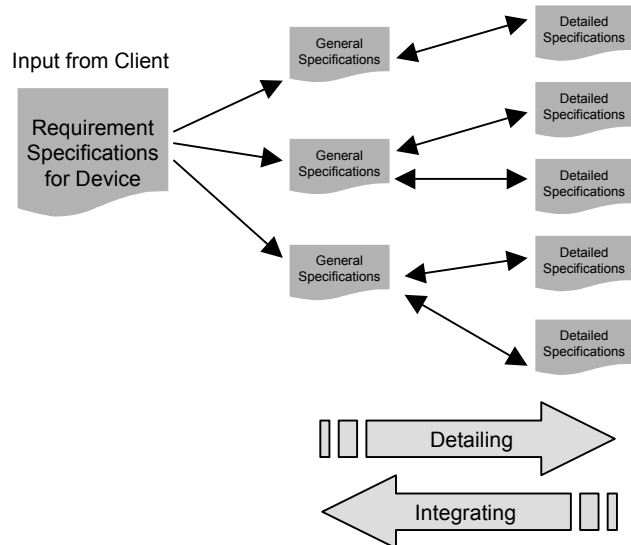 Input from Client
Requirement
Specifications
for Device
General
Specifications
General
Specifications
General
Specifications
Detailed
Specifications
Detailed
Specifications
Detailed
Specifications
Detailed
Specifications
Detailed
Specifications
Detailing
Integrating